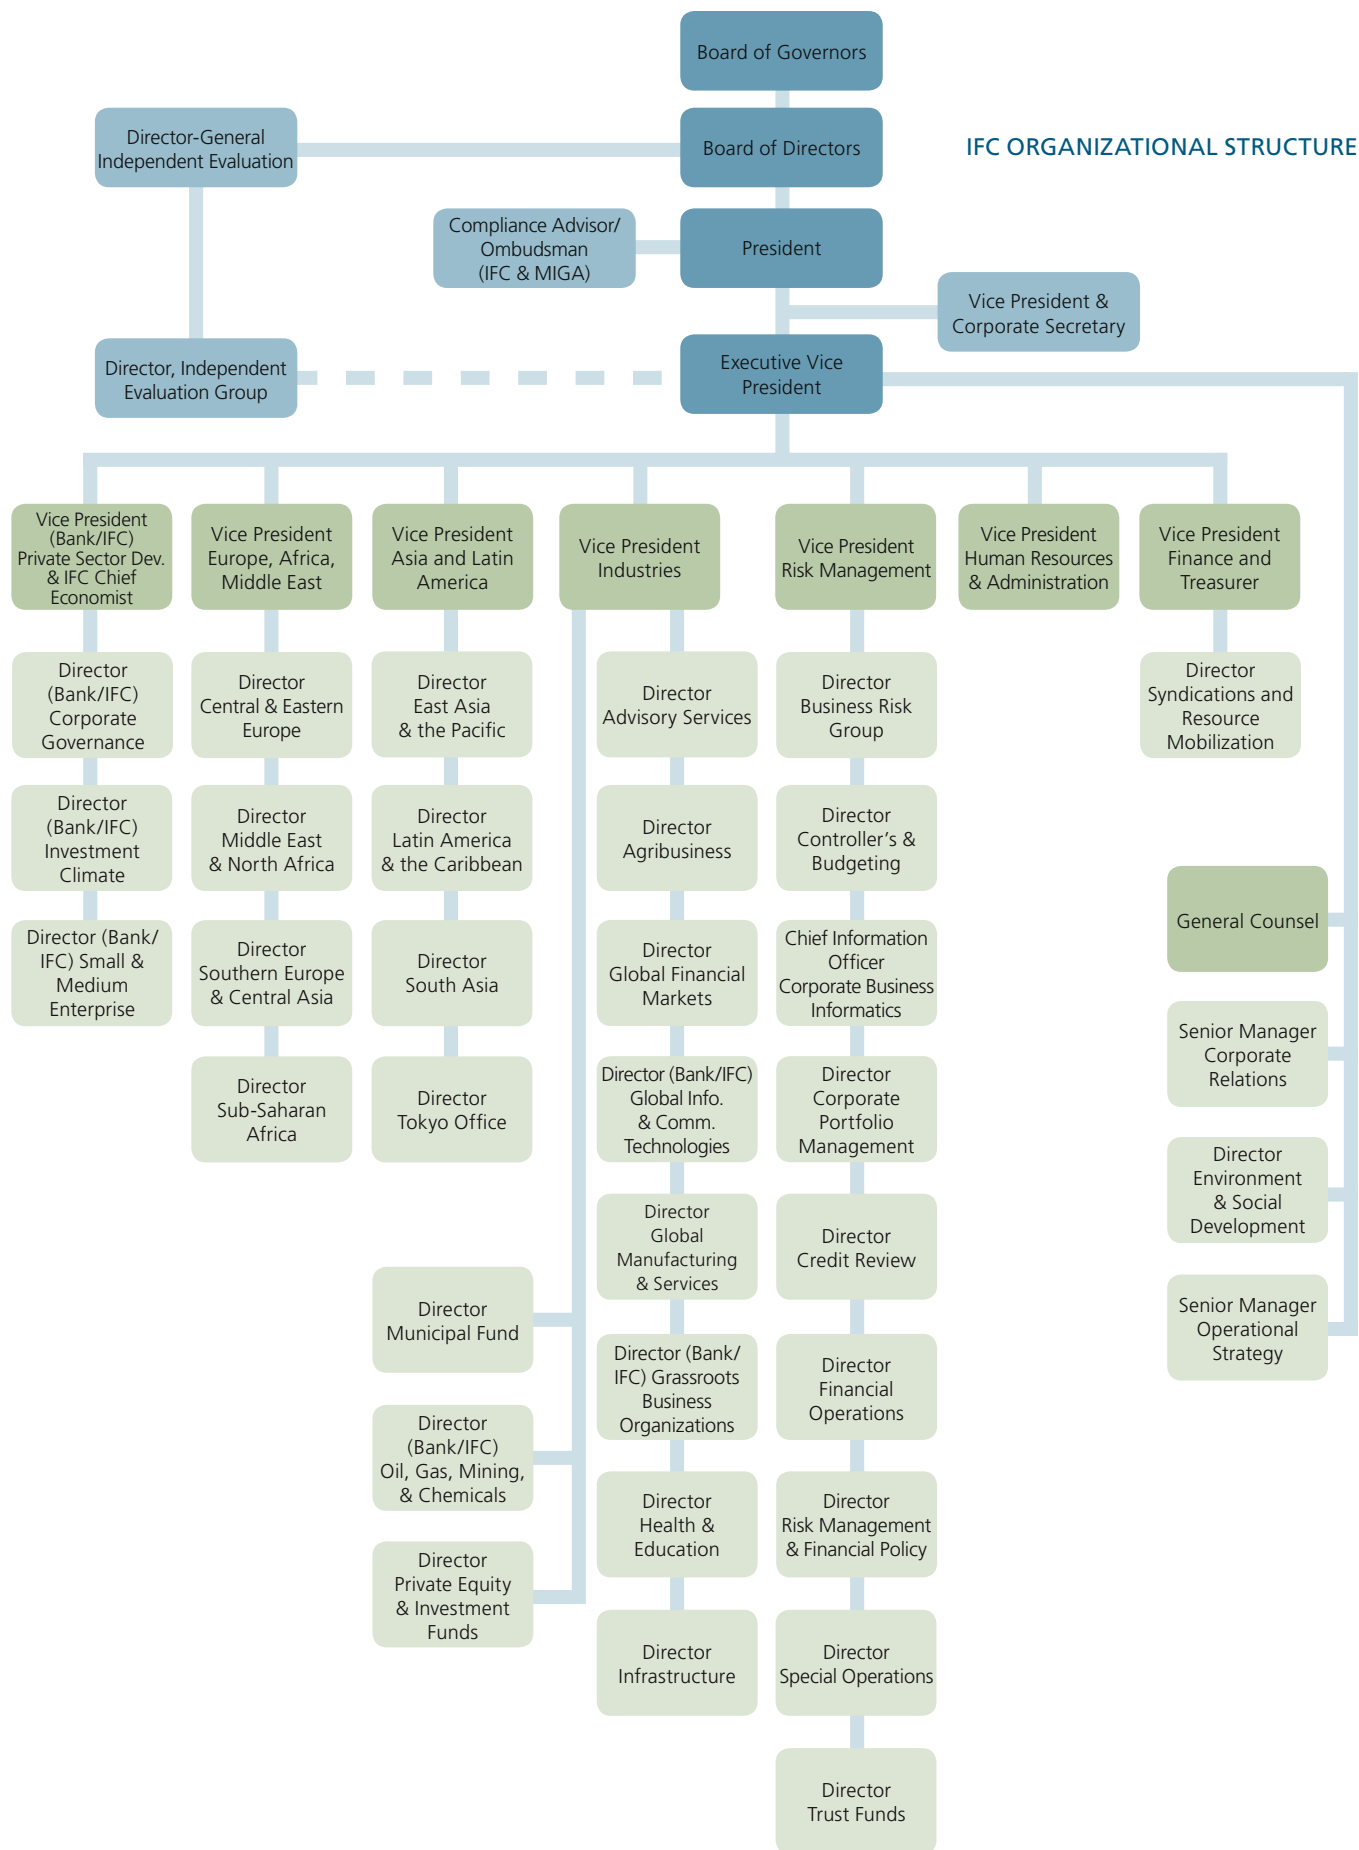 Board of Governors
Director-General
Independent Evaluation
Board of Directors
IFC ORGANIZATIONAL STRUCTURE
Compliance Advisor/
Ombudsman
(IFC & MIGA)
President
Vice President &
Corporate Secretary
Director, Independent
Evaluation Group
Executive Vice
President
Vice President
(Bank/IFC)
Private Sector Dev.
& IFC Chief
Economist
Vice President
Europe, Africa,
Middle East
Vice President
Asia and Latin
America
Vice President
Industries
Vice President
Risk Management
Vice President
Human Resources
& Administration
Vice President
Finance and
Treasurer
Director
(Bank/IFC)
Corporate
Governance
Director
Central & Eastern
Europe
Director
East Asia
& the Pacific
Director
Advisory Services
Director
Business Risk
Group
Director
Syndications and
Resource
Mobilization
Director
(Bank/IFC)
Investment
Climate
Director
Middle East
& North Africa
Director
Latin America
& the Caribbean
Director
Agribusiness
Director
Controller's &
Budgeting
General Counsel
Director (Bank/
IFC) Small &
Medium
Enterprise
Director
Southern Europe
& Central Asia
Director
South Asia
Director
Global Financial
Markets
Chief Information
Officer
Corporate Business
Informatics
Senior Manager
Corporate
Relations
Director
Sub-Saharan
Africa
Director
Tokyo Office
Director (Bank/IFC)
Global Info.
& Comm.
Technologies
Director
Corporate
Portfolio
Management
Director
Environment
& Social
Development
Director
Global
Manufacturing
& Services
Director
Credit Review
Director
Municipal Fund
Director (Bank/
IFC) Grassroots
Business
Organizations
Director
Financial
Operations
Senior Manager
Operational
Strategy
Director
(Bank/IFC)
Oil, Gas, Mining,
& Chemicals
Director
Health &
Education
Director
Risk Management
& Financial Policy
Director
Private Equity
& Investment
Funds
Director
Infrastructure
Director
Special Operations
Director
Trust Funds